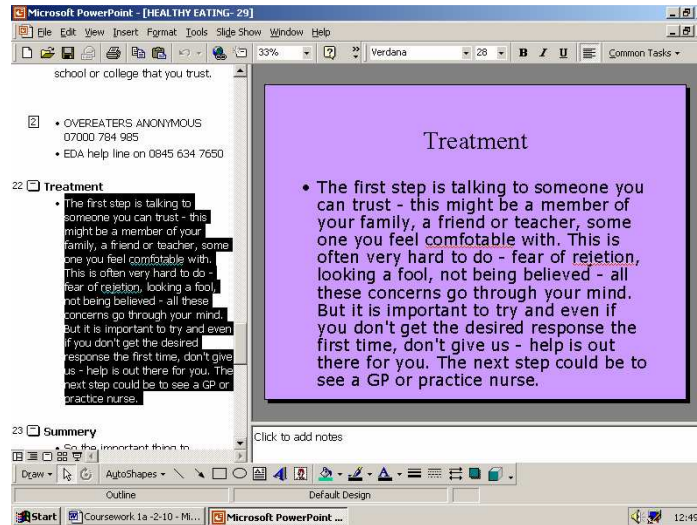 Microsoft PowerPoint - [HEALTHY EATING- 29]
File Edit View Insert Format Tools Slide Show Window Help
33% Verdana 28 B I U Common Tasks
school or college that you trust.
2 • OVEREATERS ANONYMOUS
07000 784 985
• EDA help line on 0845 634 7650
22 Treatment
• The first step is talking to
someone you can trust - this
might be a member of your
family, a friend or teacher, some
one you feel comfotable with.
This is often very hard to do -
fear of rejetion, looking a fool,
not being believed - all these
concerns go through your mind.
But it is important to try and even
if you don't get the desired
response the first time, don't give
us - help is out there for you. The
next step could be to see a GP or
practice nurse.
23 Summery
• So the important thing to
Treatment
• The first step is talking to someone you
can trust - this might be a member of
your family, a friend or teacher, some
one you feel comfotable with. This is
often very hard to do - fear of rejetion,
looking a fool, not being believed - all
these concerns go through your mind.
But it is important to try and even if
you don't get the desired response the
first time, don't give us - help is out
there for you. The next step could be to
see a GP or practice nurse.
Click to add notes
Draw AutoShapes
Outline Default Design
Start Coursework 1a -2-10 - Mi... Microsoft PowerPoint ... 12:49